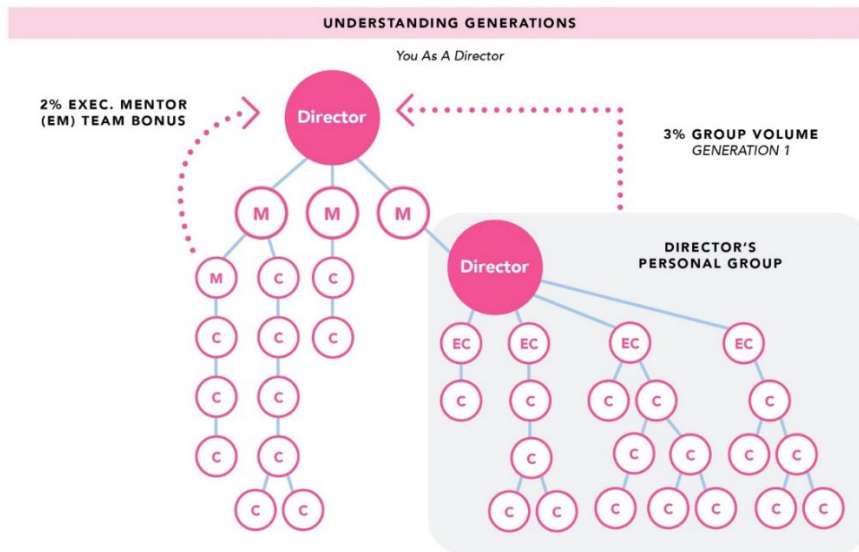 UNDERSTANDING GENERATIONS
You As A Director
2% EXEC. MENTOR
(EM) TEAM BONUS
Director
3% GROUP VOLUME
GENERATION 1
M M M
DIRECTOR'S
PERSONAL GROUP
Director
M C C
C C C EC EC EC EC
C C C C C C C
C C C C C C C
C C C C C C C C C